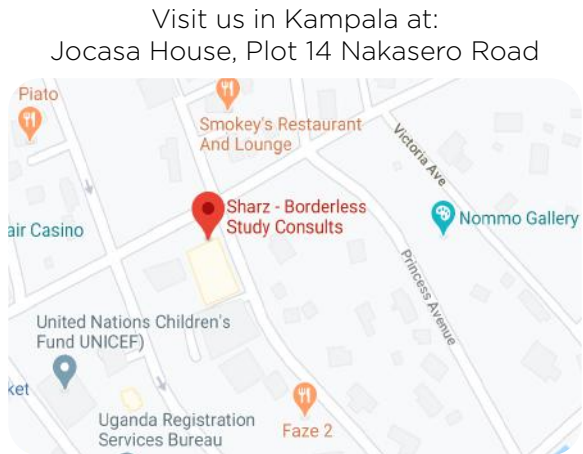 Visit us in Kampala at:
Jocasa House, Plot 14 Nakasero Road
Piato
Smokey's Restaurant
And Lounge
Victoria Ave
Sharz - Borderless
Study Consults
Nommo Gallery
air Casino
Princess Avenue
United Nations Children's
Fund UNICEF)
ket
Uganda Registration
Services Bureau
Faze 2